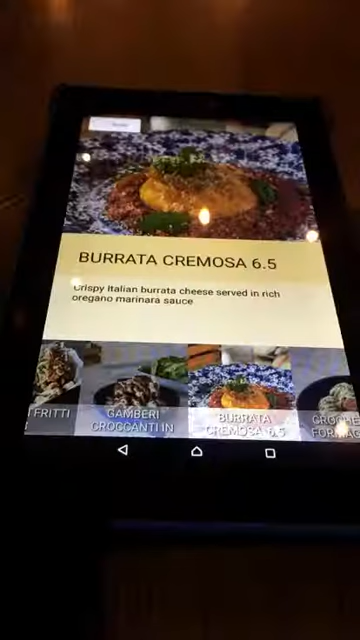 BURRATA CREMOSA 6.5
Crispy Italian burrata cheese served in rich
oregano marinara sauce
FRITTI
GAMBERI
CROCCANTI IN
BURRATA
CREMOSA 6.5